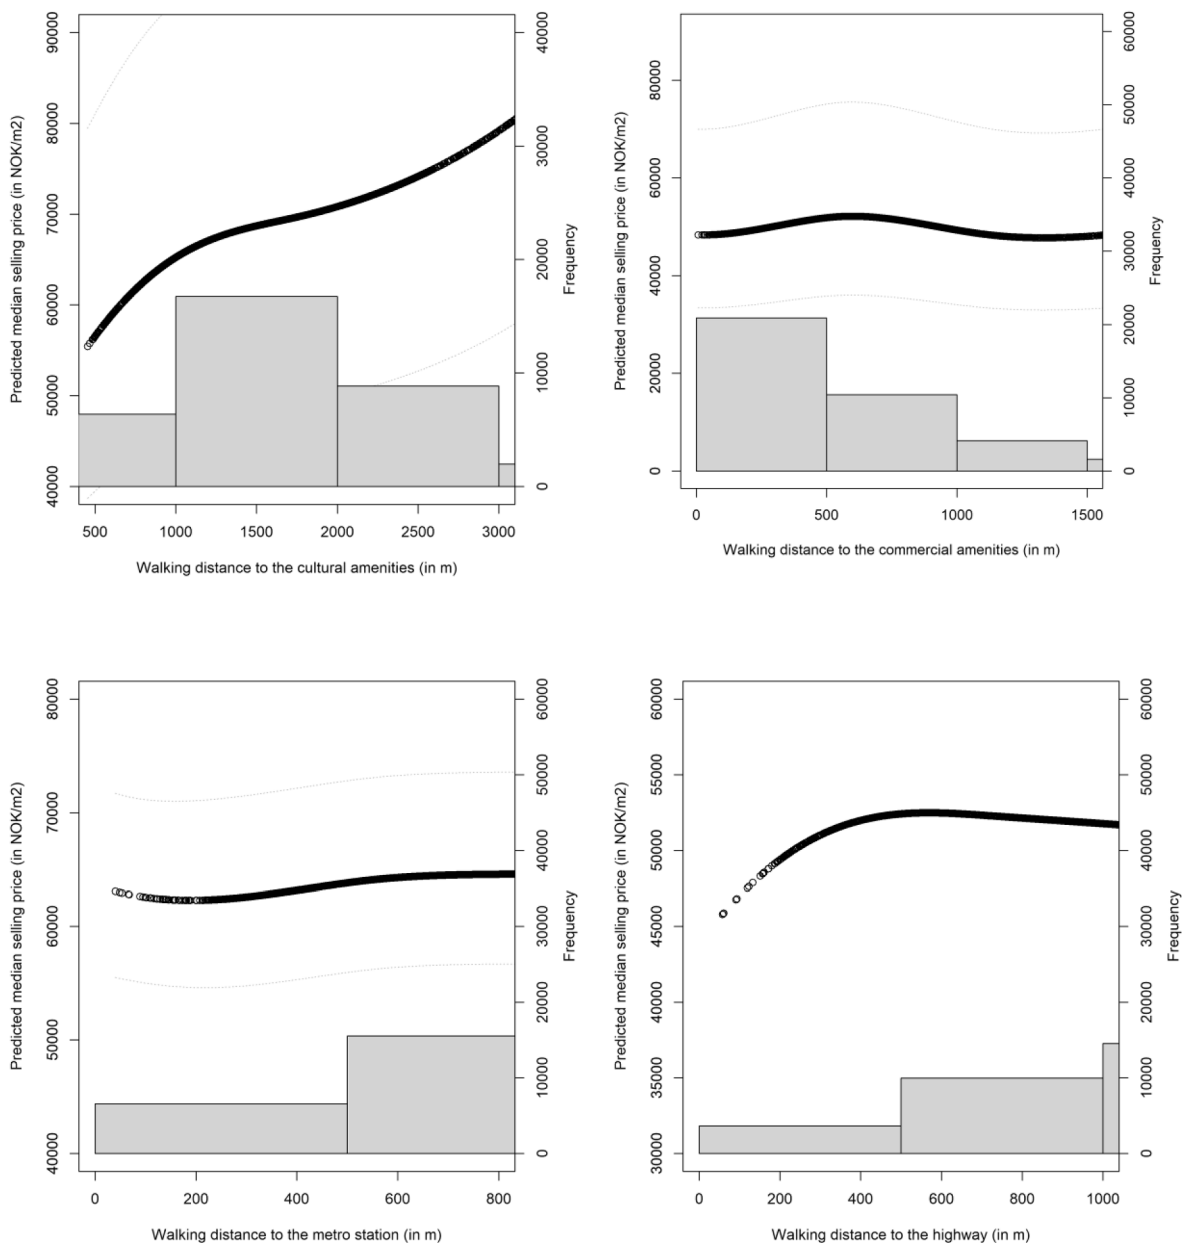 Predicted median selling price (in NOK/m2)
40000 50000 60000 70000 80000 90000
0 10000 20000 30000 40000
Frequency
500 1000 1500 2000 2500 3000
Walking distance to the cultural amenities (in m)
Predicted median selling price (in NOK/m2)
0 20000 40000 60000 80000
0 10000 20000 30000 40000 50000 60000
Frequency
0 500 1000 1500
Walking distance to the commercial amenities (in m)
Predicted median selling price (in NOK/m2)
40000 50000 60000 70000 80000
0 10000 20000 30000 40000 50000 60000
Frequency
0 200 400 600 800
Walking distance to the metro station (in m)
Predicted median selling price (in NOK/m2)
30000 35000 40000 45000 50000 55000 60000
0 10000 20000 30000 40000 50000 60000
Frequency
0 200 400 600 800 1000
Walking distance to the highway (in m)